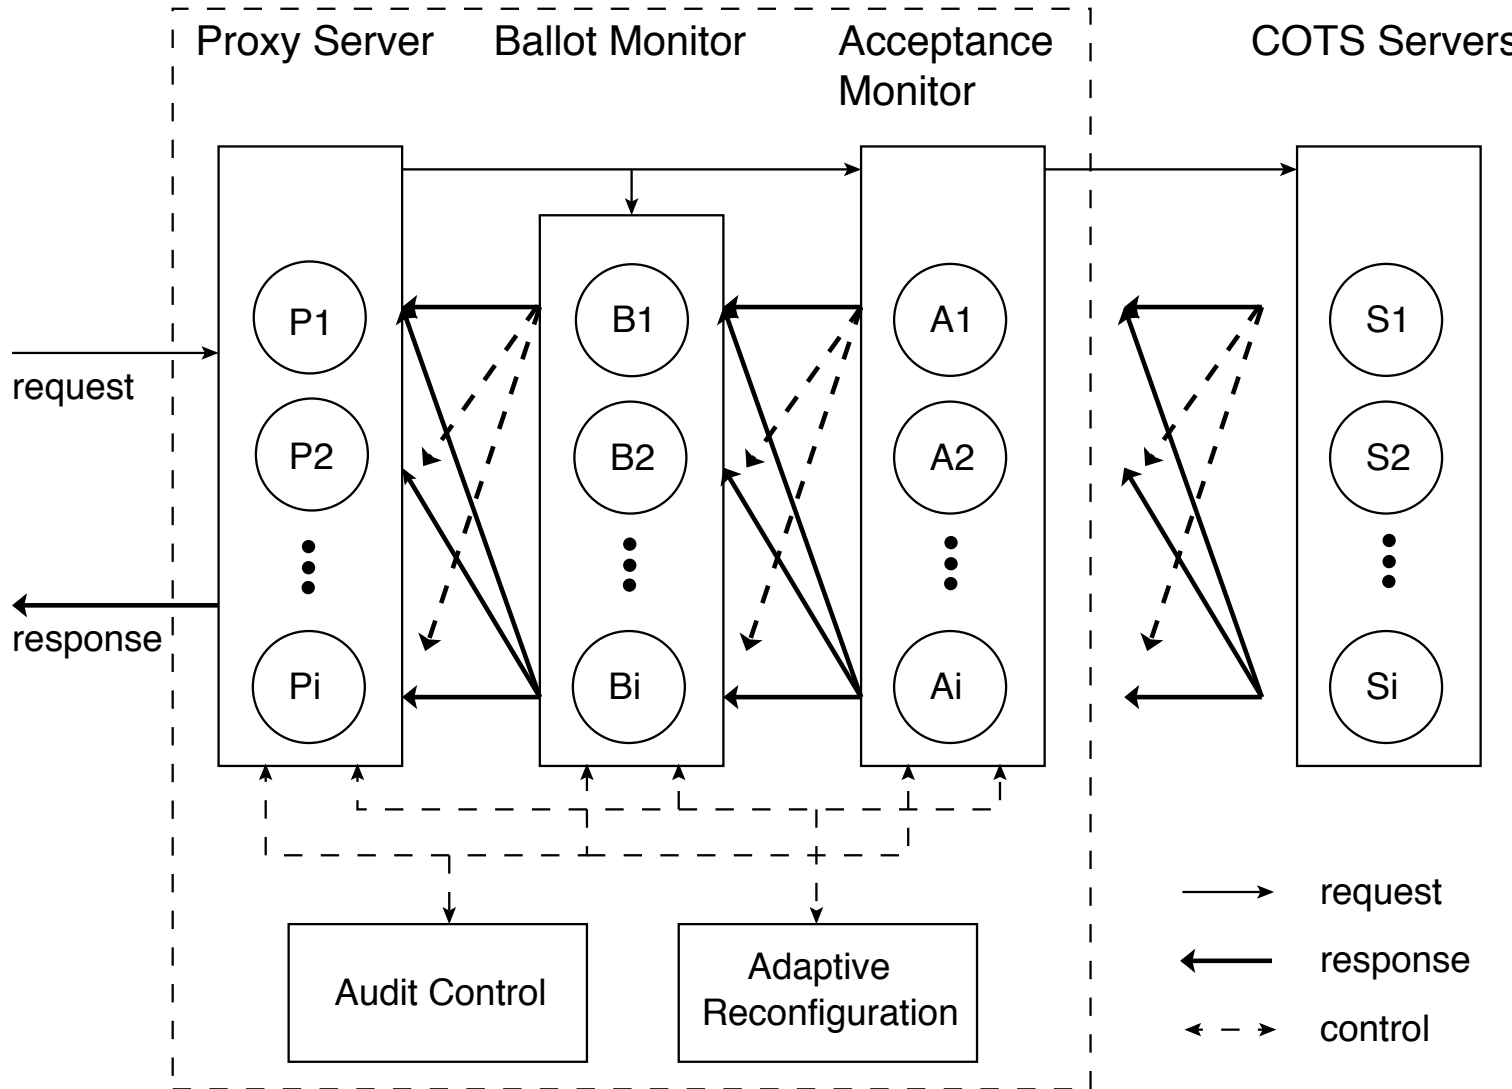 Proxy Server
Ballot Monitor
Acceptance
Monitor
COTS Servers
P1
B1
A1
S1
request
P2
B2
A2
S2
response
Pi
Bi
Ai
Si
Audit Control
Adaptive
Reconfiguration
request
response
control